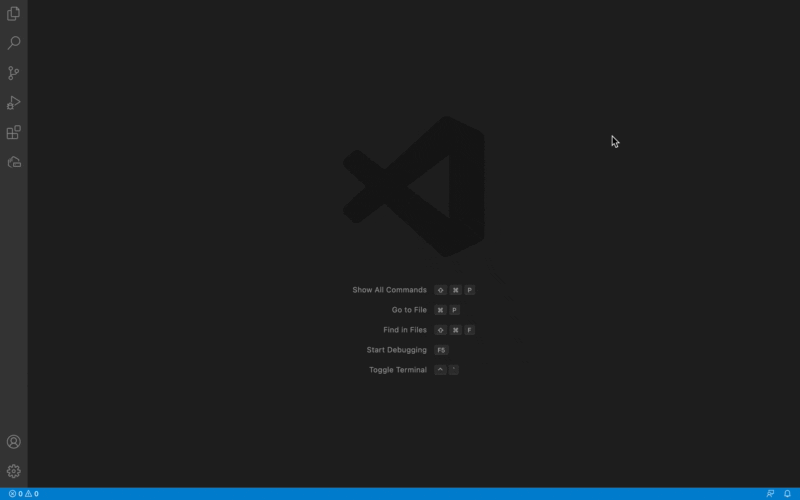 Show All Commands ⇧ ⌘ P
Go to File ⌘ P
Find in Files ⇧ ⌘ F
Start Debugging F5
Toggle Terminal ^ `
0 0